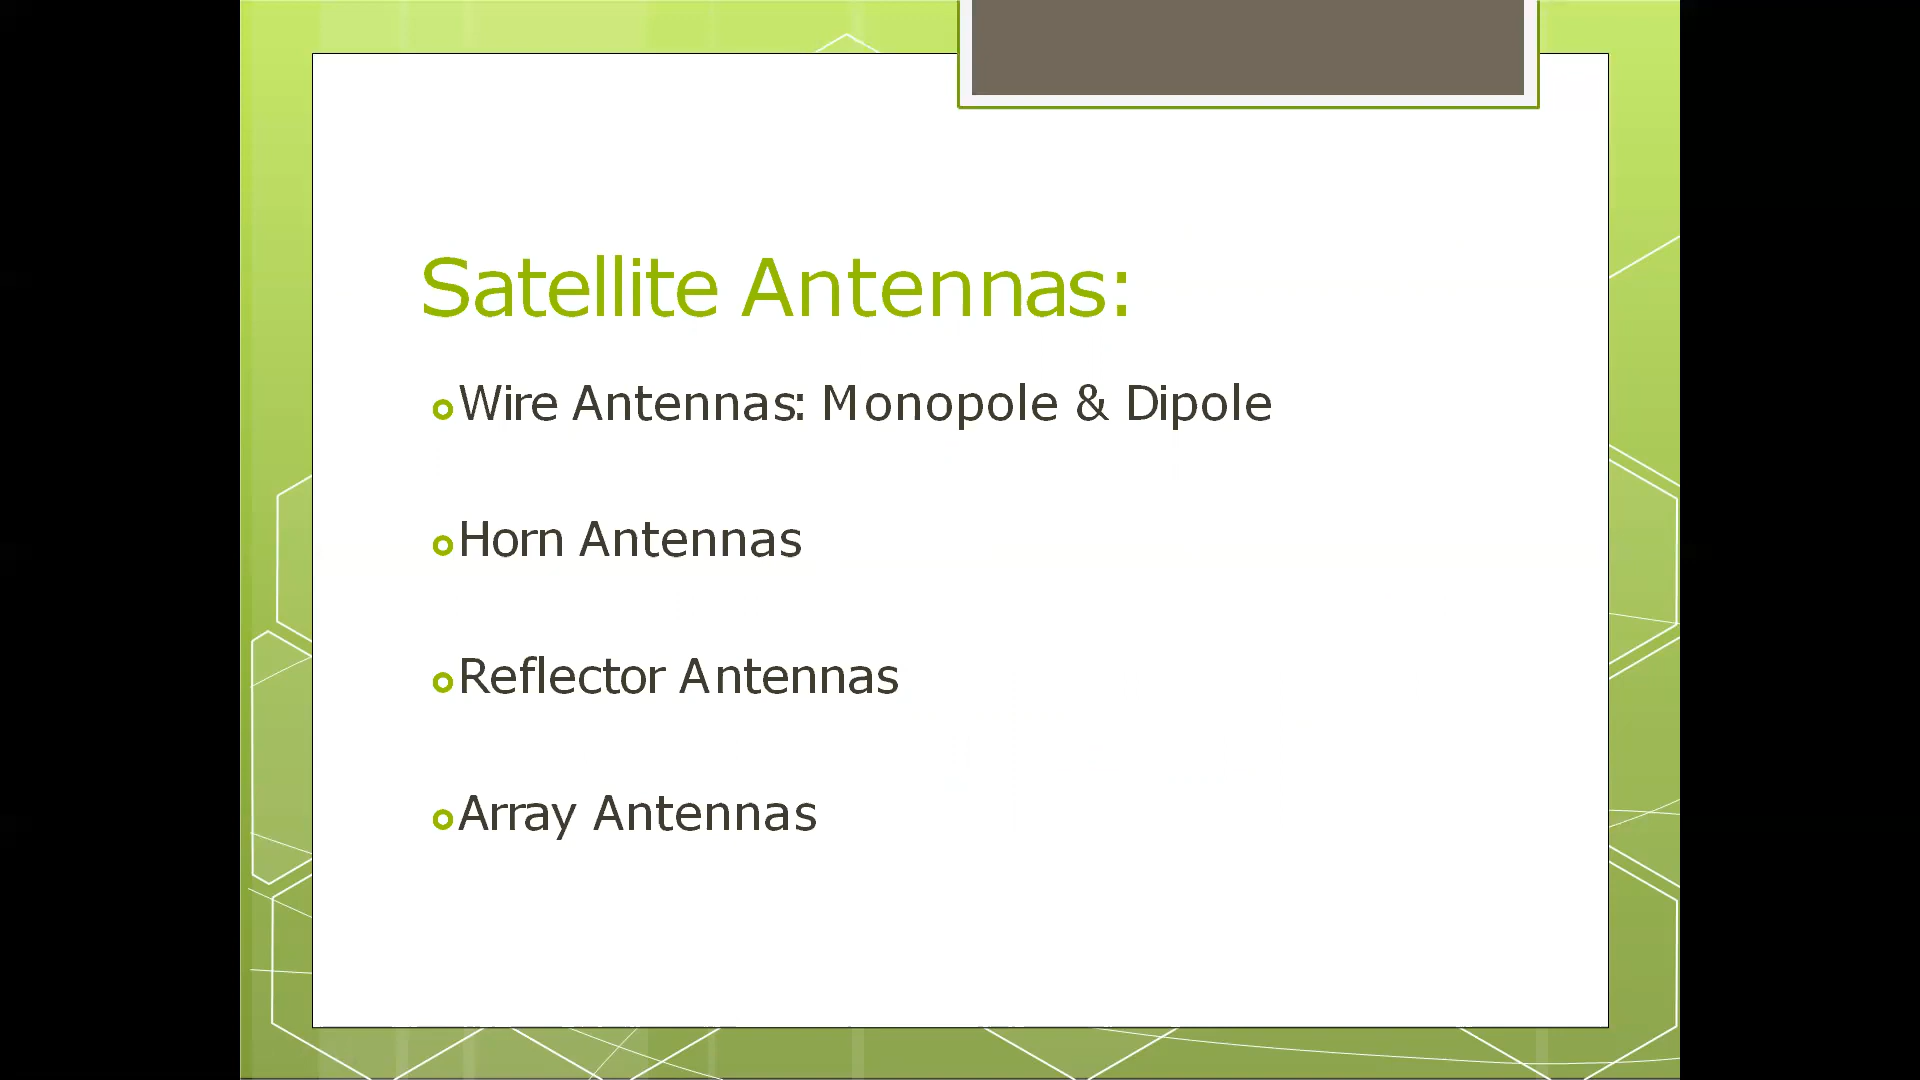 Satellite Antennas:
Wire Antennas: Monopole & Dipole
Horn Antennas
Reflector Antennas
Array Antennas